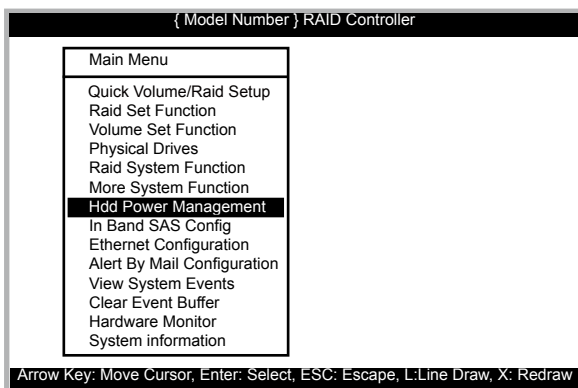 { Model Number } RAID Controller
Main Menu
Quick Volume/Raid Setup
Raid Set Function
Volume Set Function
Physical Drives
Raid System Function
More System Function
Hdd Power Management
In Band SAS Config
Ethernet Configuration
Alert By Mail Configuration
View System Events
Clear Event Buffer
Hardware Monitor
System information
Arrow Key: Move Cursor, Enter: Select, ESC: Escape, L:Line Draw, X: Redraw